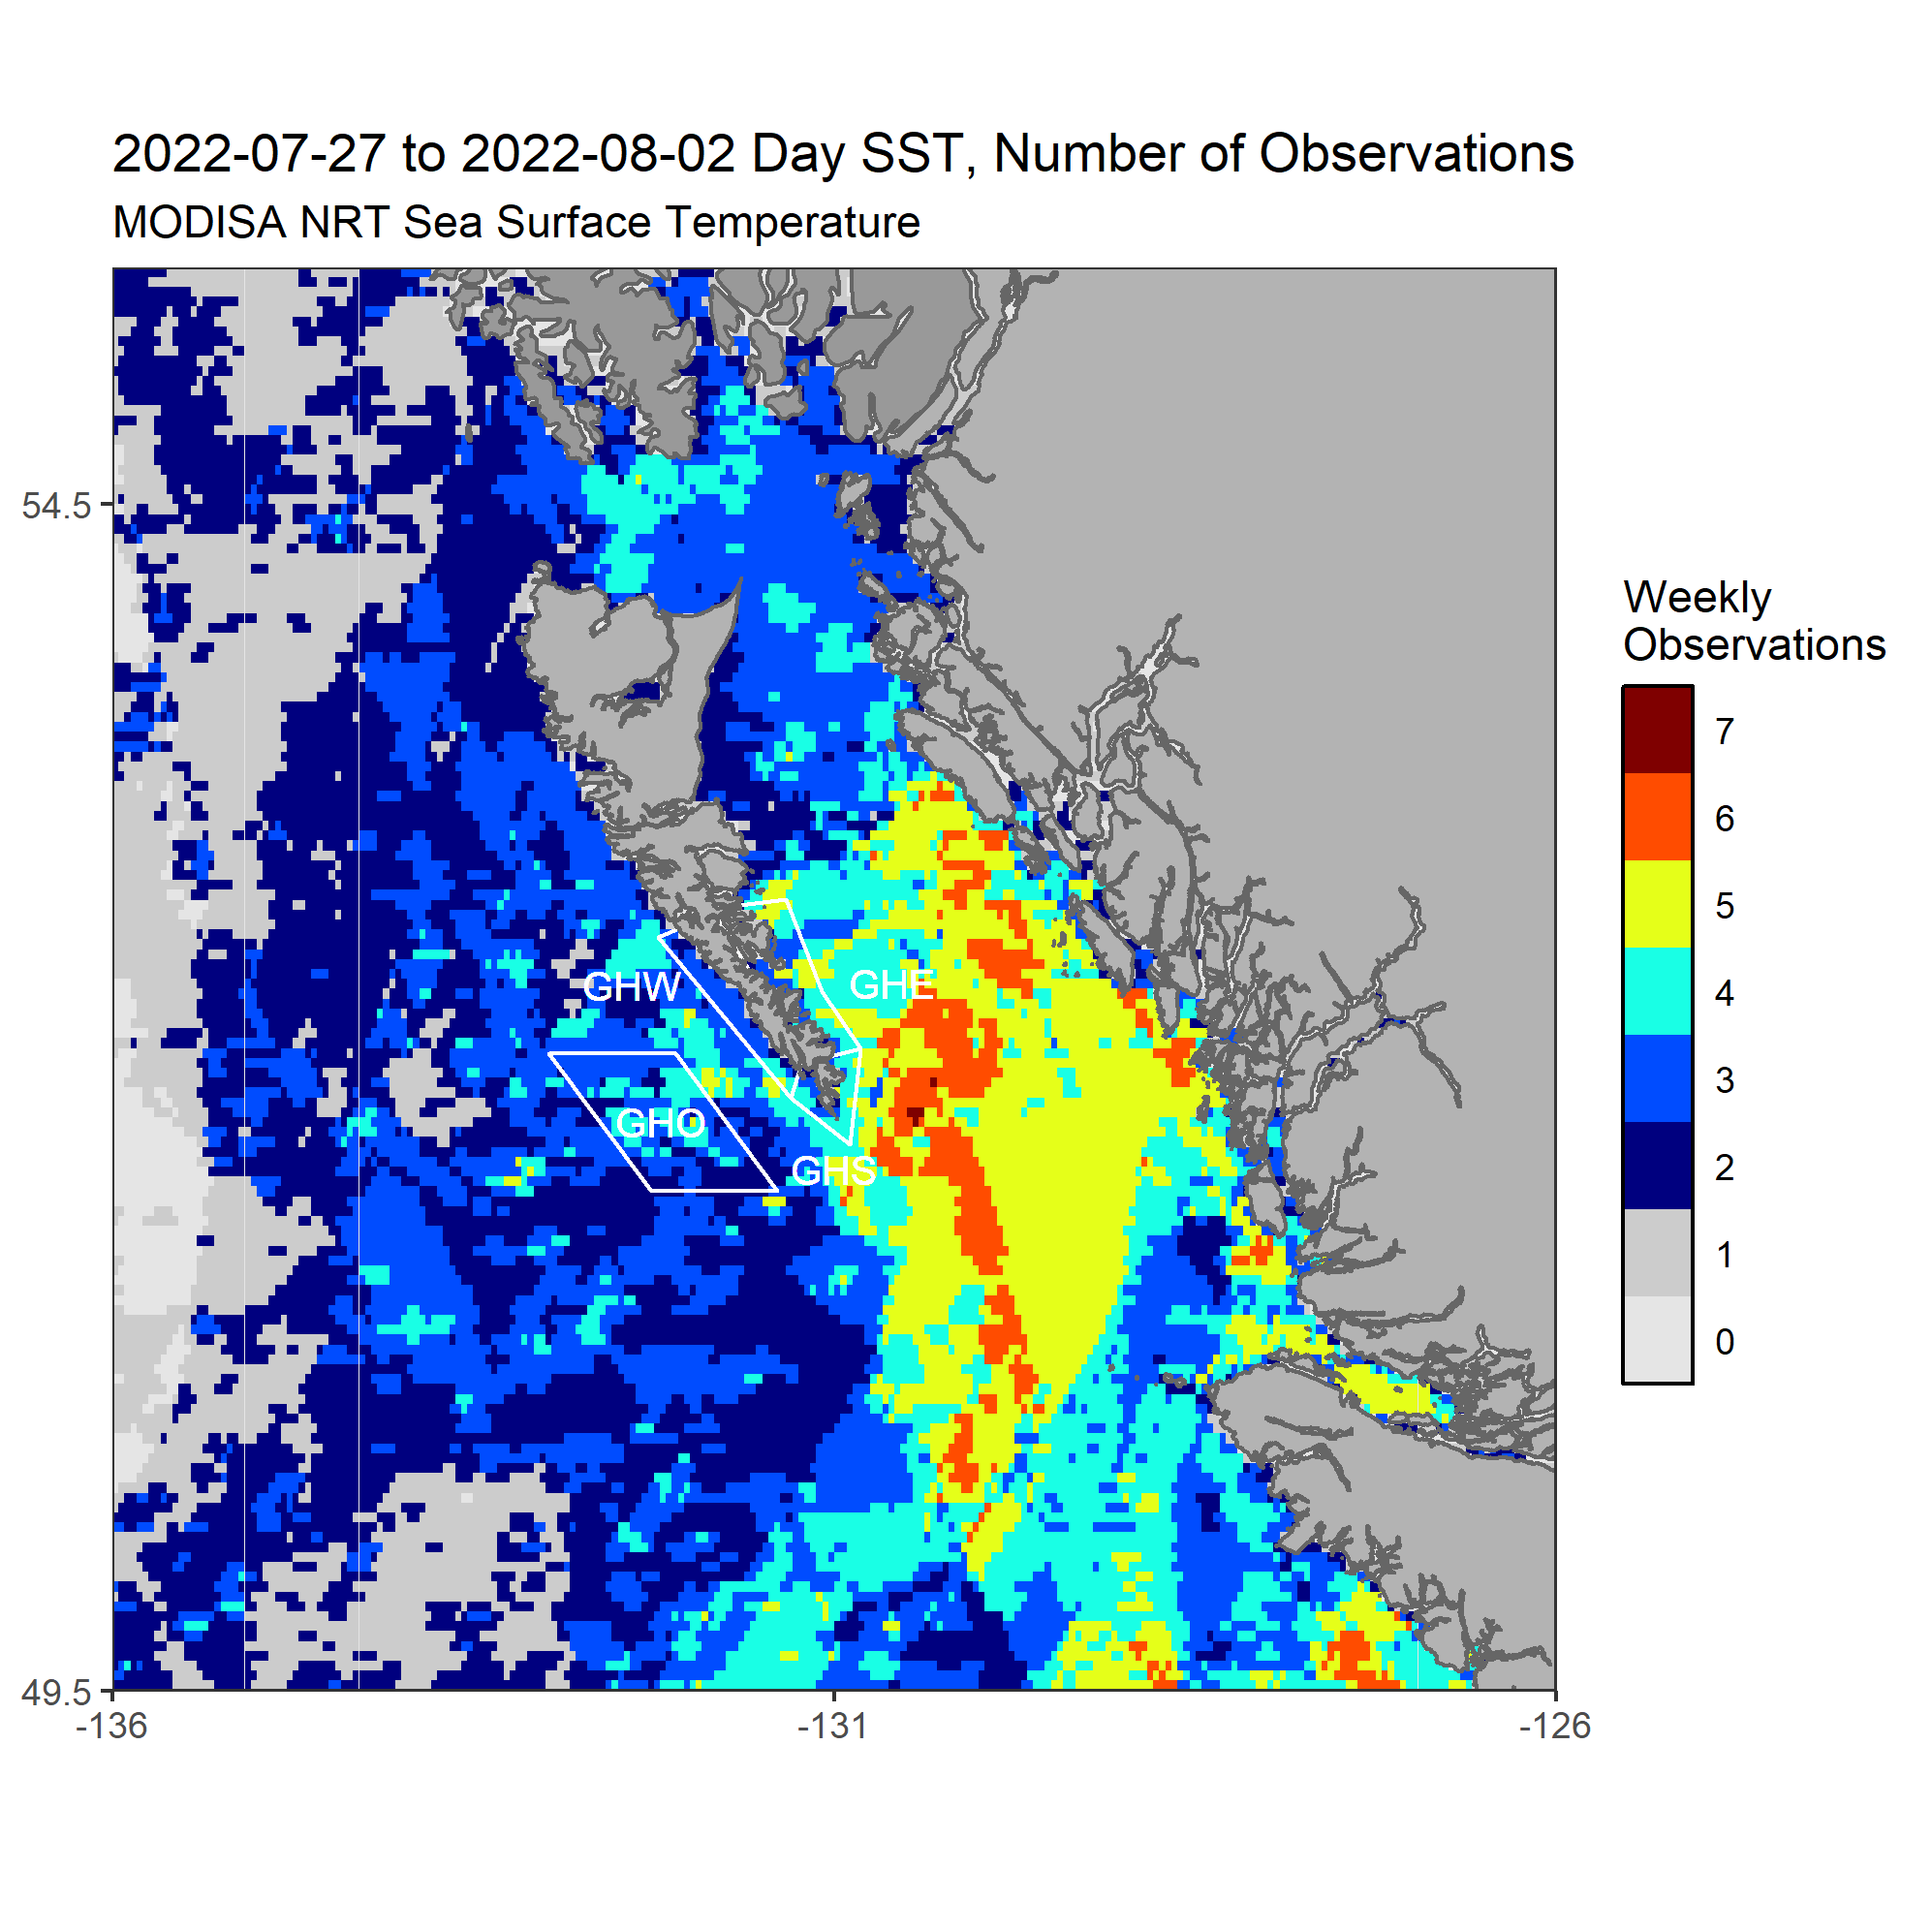 2022-07-27 to 2022-08-02 Day SST, Number of Observations
MODISA NRT Sea Surface Temperature
54.5
49.5
-136
-131
-126
GHW
GHE
GHO
GHS
Weekly
Observations
7
6
5
4
3
2
1
0